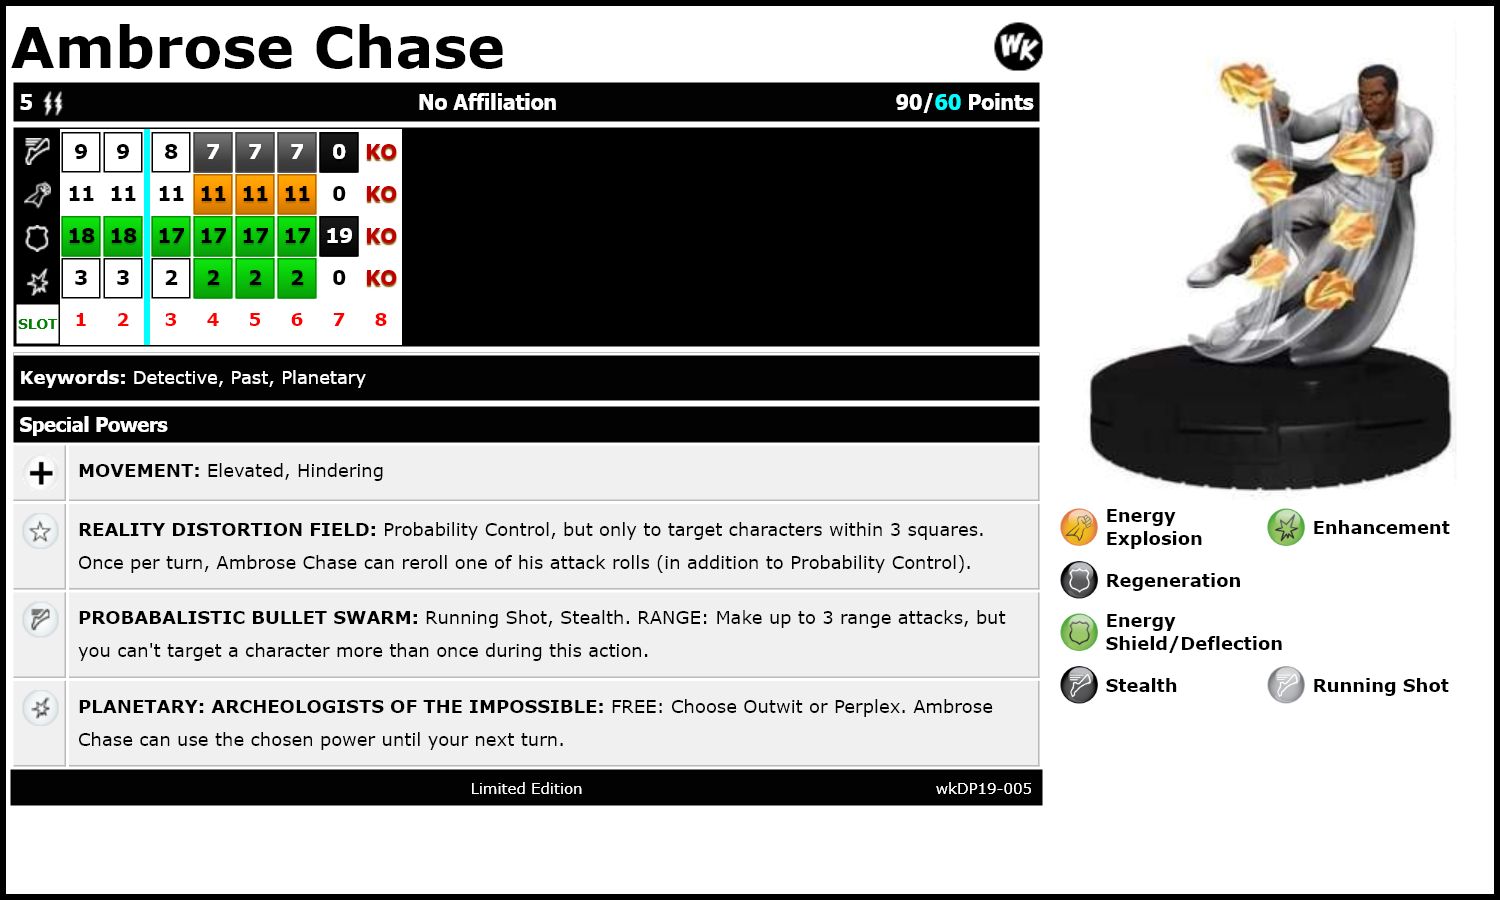 Ambrose Chase
WK
5 No Affiliation 90/60 Points
9 9 8 7 7 7 0 KO
11 11 11 11 11 11 0 KO
18 18 17 17 17 17 19 KO
3 3 2 2 2 2 0 KO
SLOT 1 2 3 4 5 6 7 8
Keywords: Detective, Past, Planetary
Special Powers
MOVEMENT: Elevated, Hindering
REALITY DISTORTION FIELD: Probability Control, but only to target characters within 3 squares.
Once per turn, Ambrose Chase can reroll one of his attack rolls (in addition to Probability Control).
PROBABALISTIC BULLET SWARM: Running Shot, Stealth. RANGE: Make up to 3 range attacks, but
you can't target a character more than once during this action.
PLANETARY: ARCHEOLOGISTS OF THE IMPOSSIBLE: FREE: Choose Outwit or Perplex. Ambrose
Chase can use the chosen power until your next turn.
Limited Edition wkDP19-005
Energy
Explosion
Enhancement
Regeneration
Energy
Shield/Deflection
Stealth
Running Shot